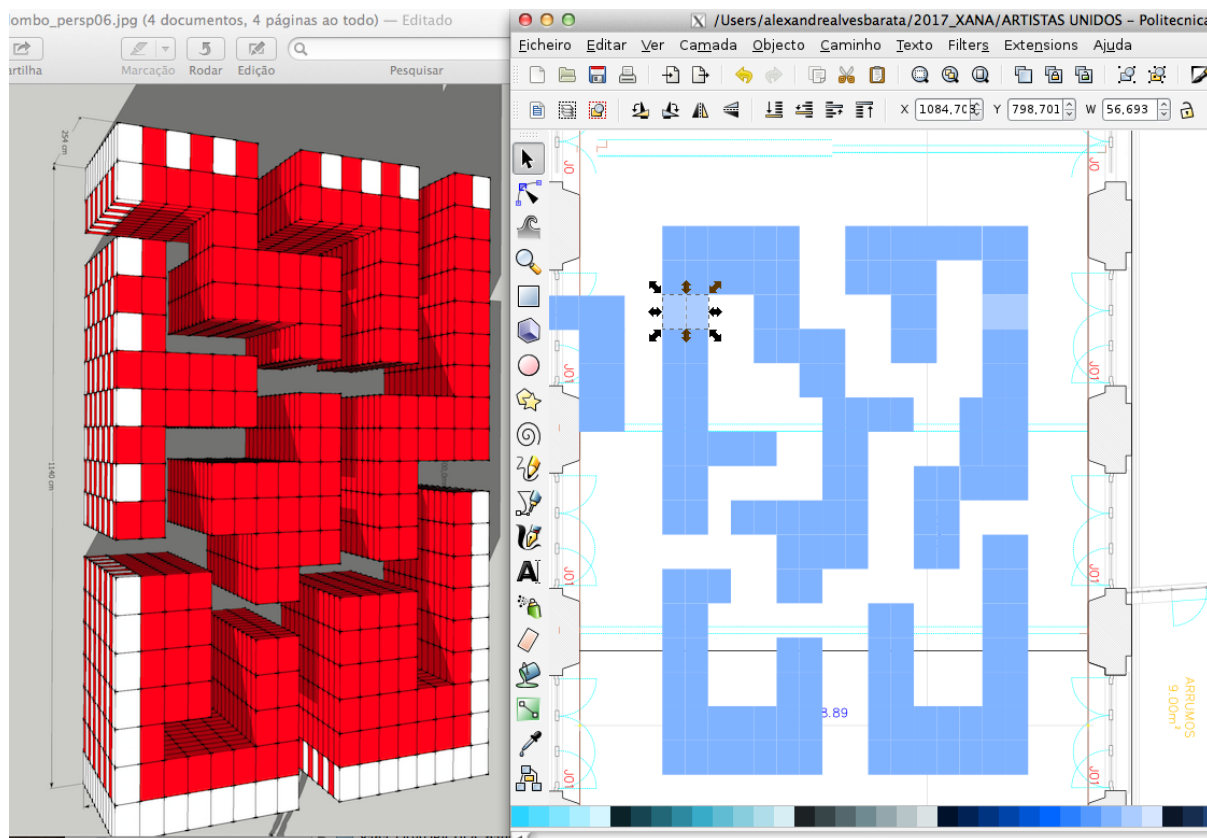 ombo_persp06.jpg (4 documentos, 4 páginas ao todo) — Editado
artilha
Marcação
Rodar
Edição
Pesquisar
254 cm
1140 cm
/Users/alexandrealvesbarata/2017_XANA/ARTISTAS UNIDOS – Politecnica
Ficheiro Editar Ver Camada Objecto Caminho Texto Filters Extensions Ajuda
X 1084,70 Y 798,701 W 56,693
J0
J0
J01
J01
J01
J01
J01
J01
8.89
ARRUMOS
9.00m²